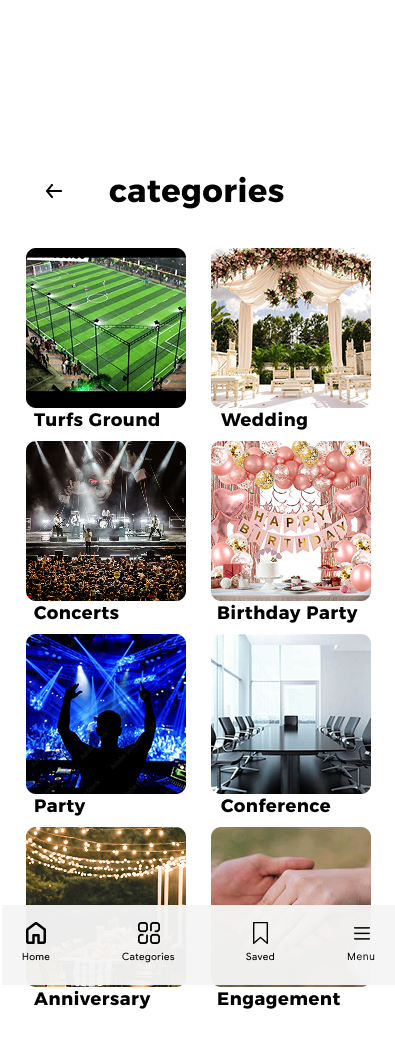 categories
Turfs Ground
Wedding
Concerts
HAPPY
BIRTHDAY
Birthday Party
Party
Conference
Home
Categories
Saved
Menu
Anniversary
Engagement